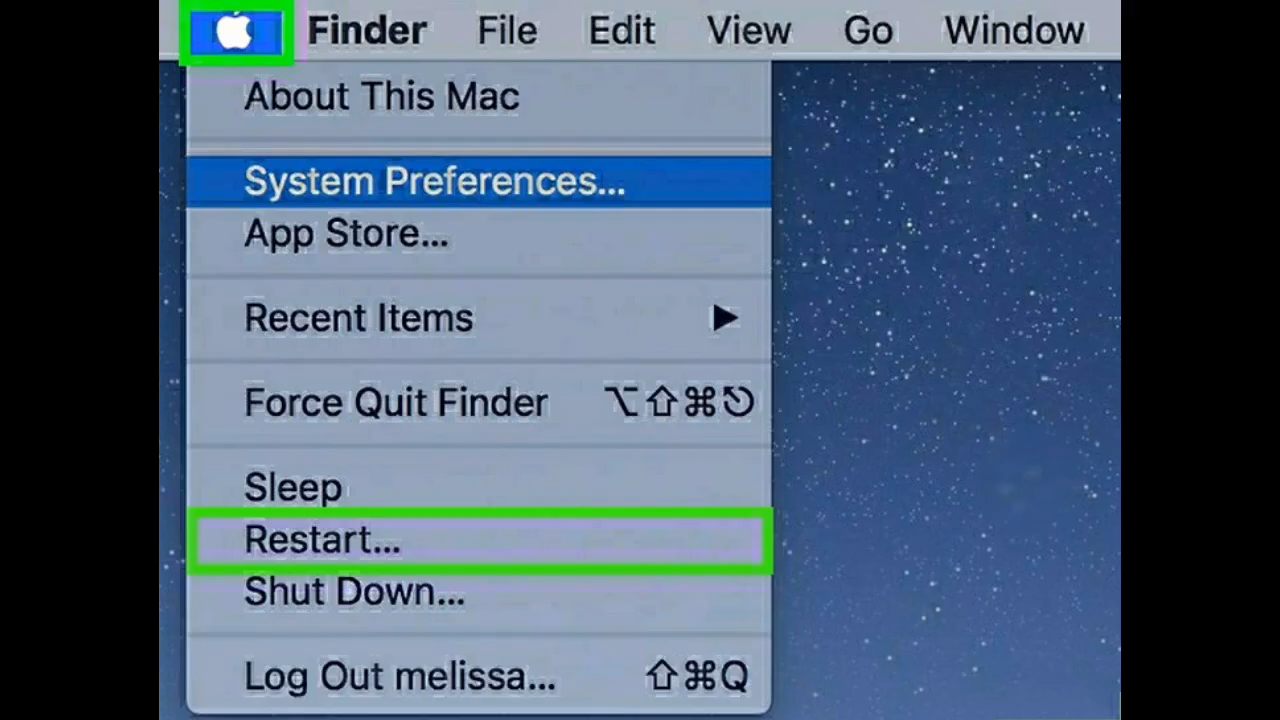 Finder File Edit View Go Window
About This Mac
System Preferences...
App Store...
Recent Items ▶
Force Quit Finder ⌥⇧⌘⎋
Sleep
Restart...
Shut Down...
Log Out melissa... ⇧⌘Q